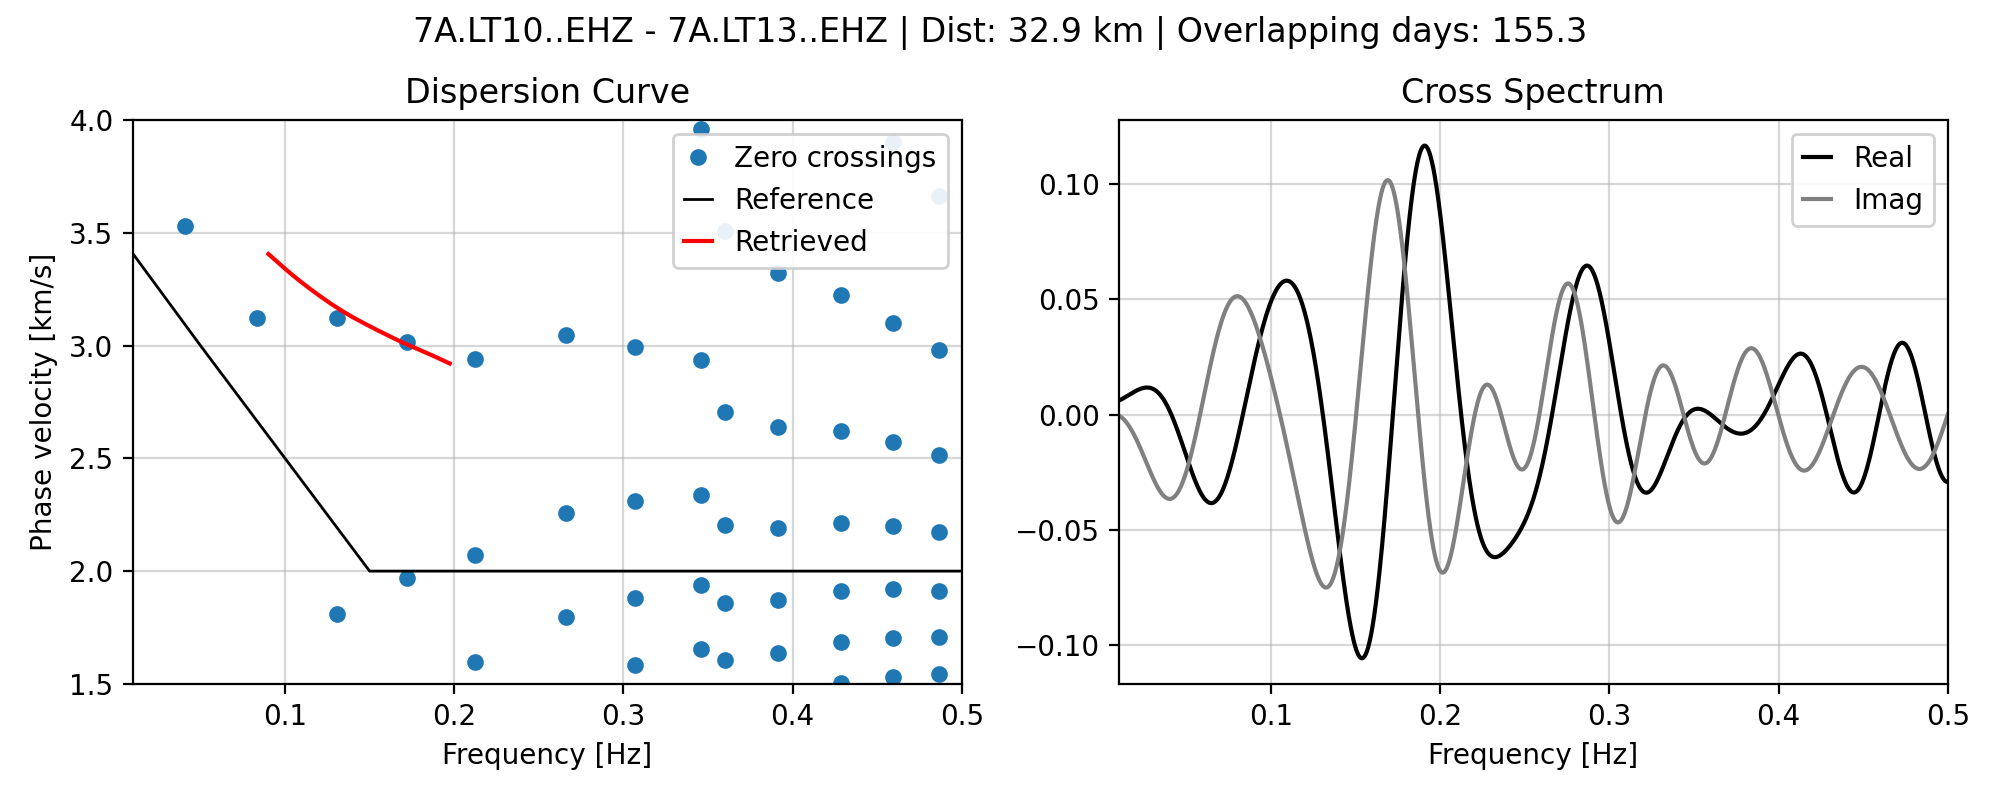 7A.LT10..EHZ - 7A.LT13..EHZ | Dist: 32.9 km | Overlapping days: 155.3
Dispersion Curve
4.0
3.5
3.0
2.5
2.0
1.5
Phase velocity [km/s]
Zero crossings
Reference
Retrieved
0.1
0.2
0.3
0.4
0.5
Frequency [Hz]
Cross Spectrum
0.10
0.05
0.00
−0.05
−0.10
Real
Imag
0.1
0.2
0.3
0.4
0.5
Frequency [Hz]